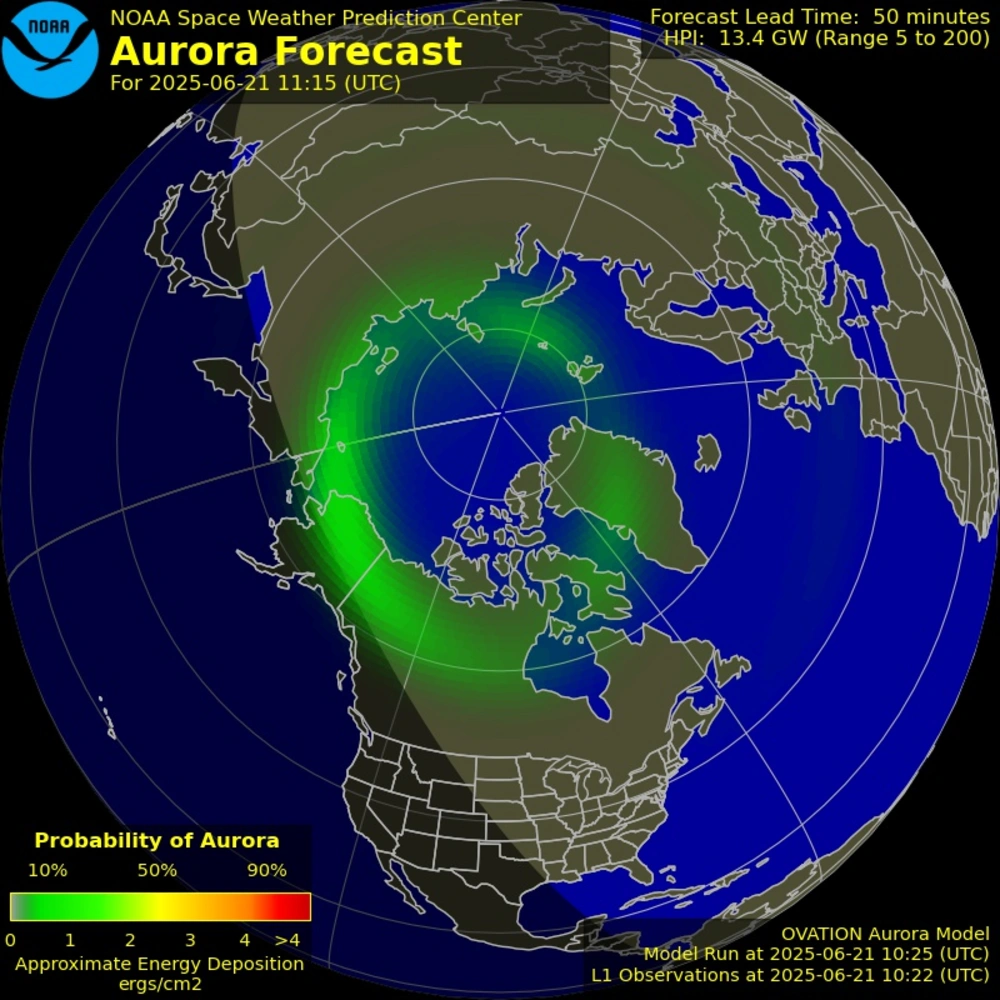 NOAA
NOAA Space Weather Prediction Center
Aurora Forecast
For 2025-06-21 11:15 (UTC)
Forecast Lead Time: 50 minutes
HPI: 13.4 GW (Range 5 to 200)
Probability of Aurora
10% 50% 90%
0 1 2 3 4 >4
Approximate Energy Deposition
ergs/cm2
OVATION Aurora Model
Model Run at 2025-06-21 10:25 (UTC)
L1 Observations at 2025-06-21 10:22 (UTC)